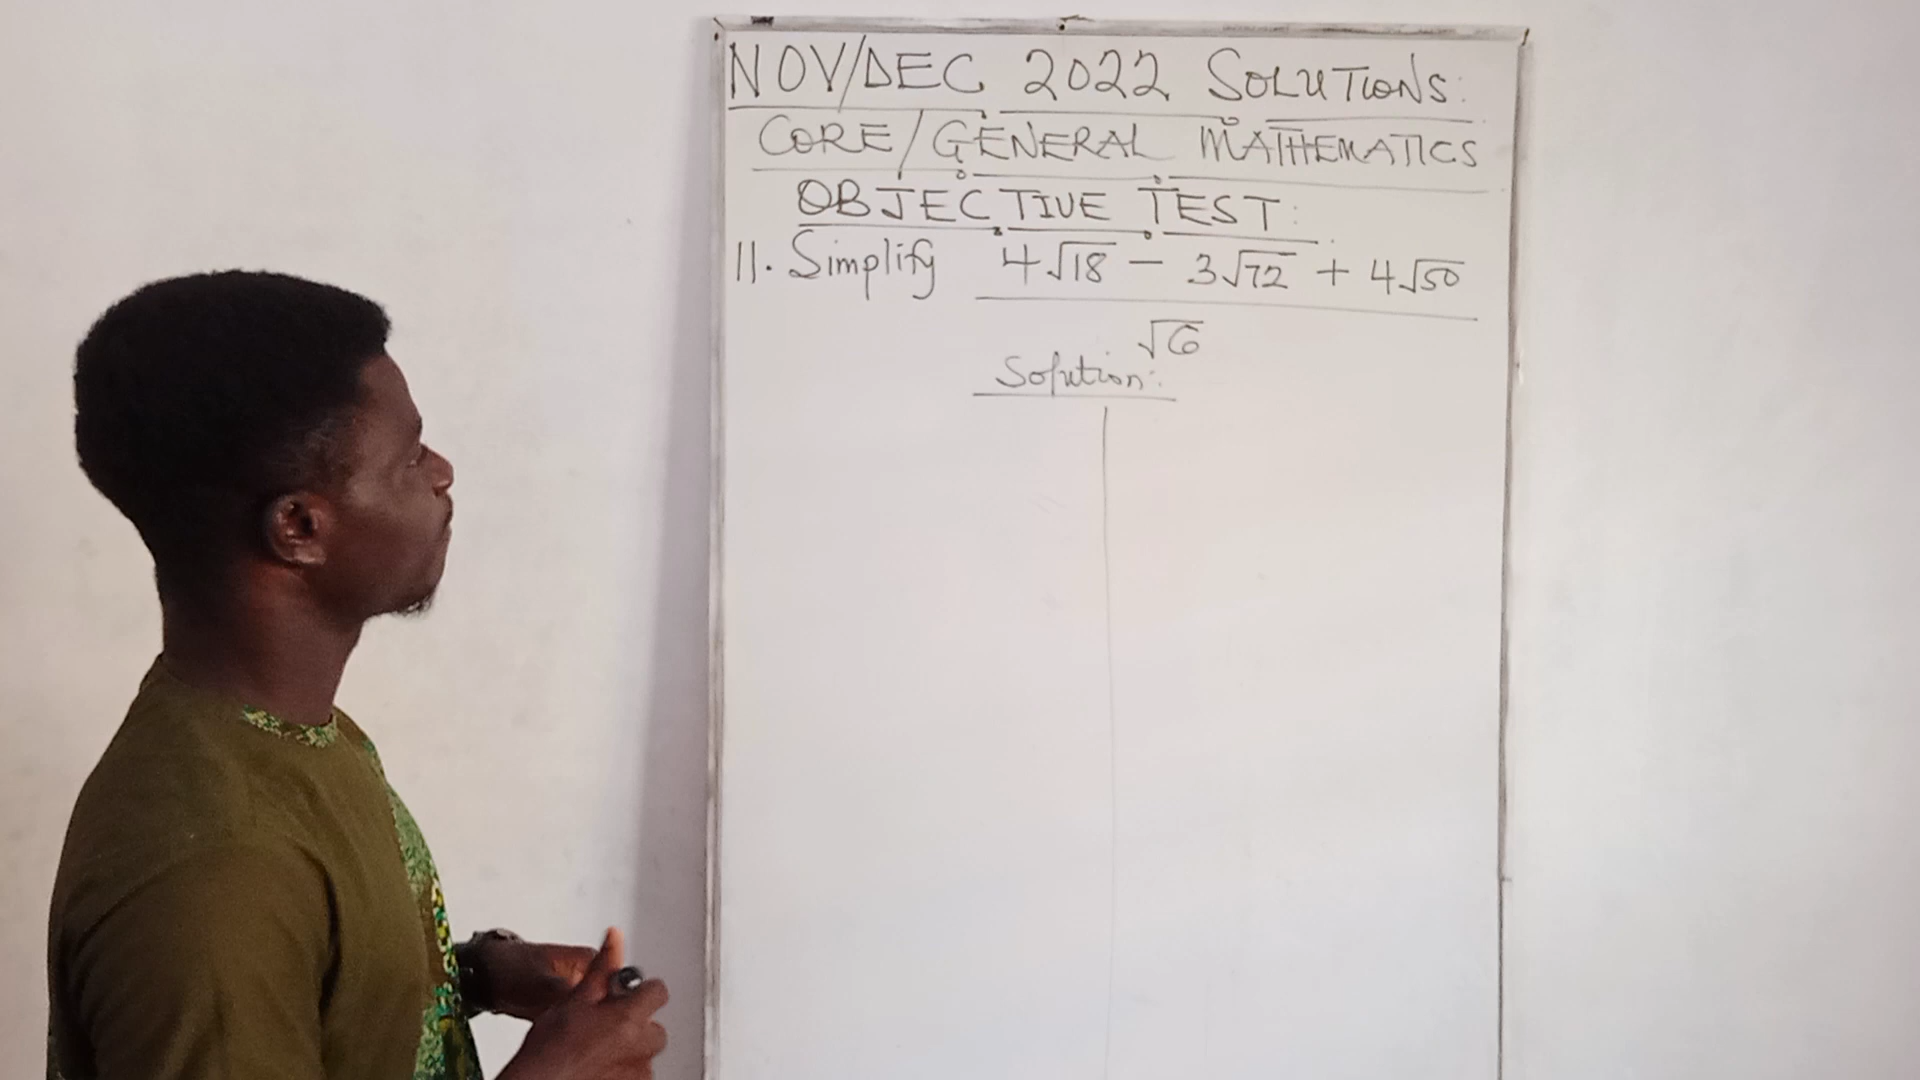 NOV/DEC 2022 SOLUTIONS:
CORE/GENERAL MATHEMATICS
OBJECTIVE TEST:
11. Simplify 4√18 - 3√72 + 4√50
√6
Solution: